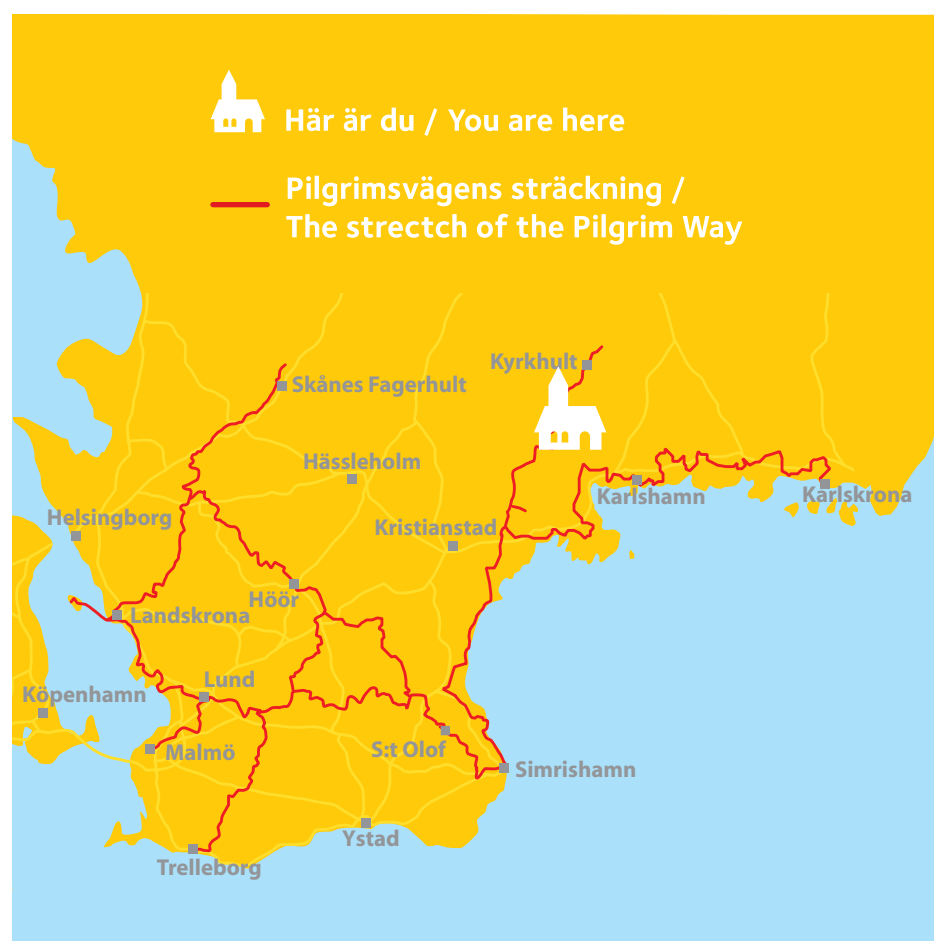 Här är du / You are here
Pilgrimsvägens sträckning /
The strectch of the Pilgrim Way
Kyrkhult
Skånes Fagerhult
Hässleholm
Karlshamn
Karlskrona
Helsingborg
Kristianstad
Höör
Landskrona
Lund
Köpenhamn
Malmö
S:t Olof
Simrishamn
Ystad
Trelleborg